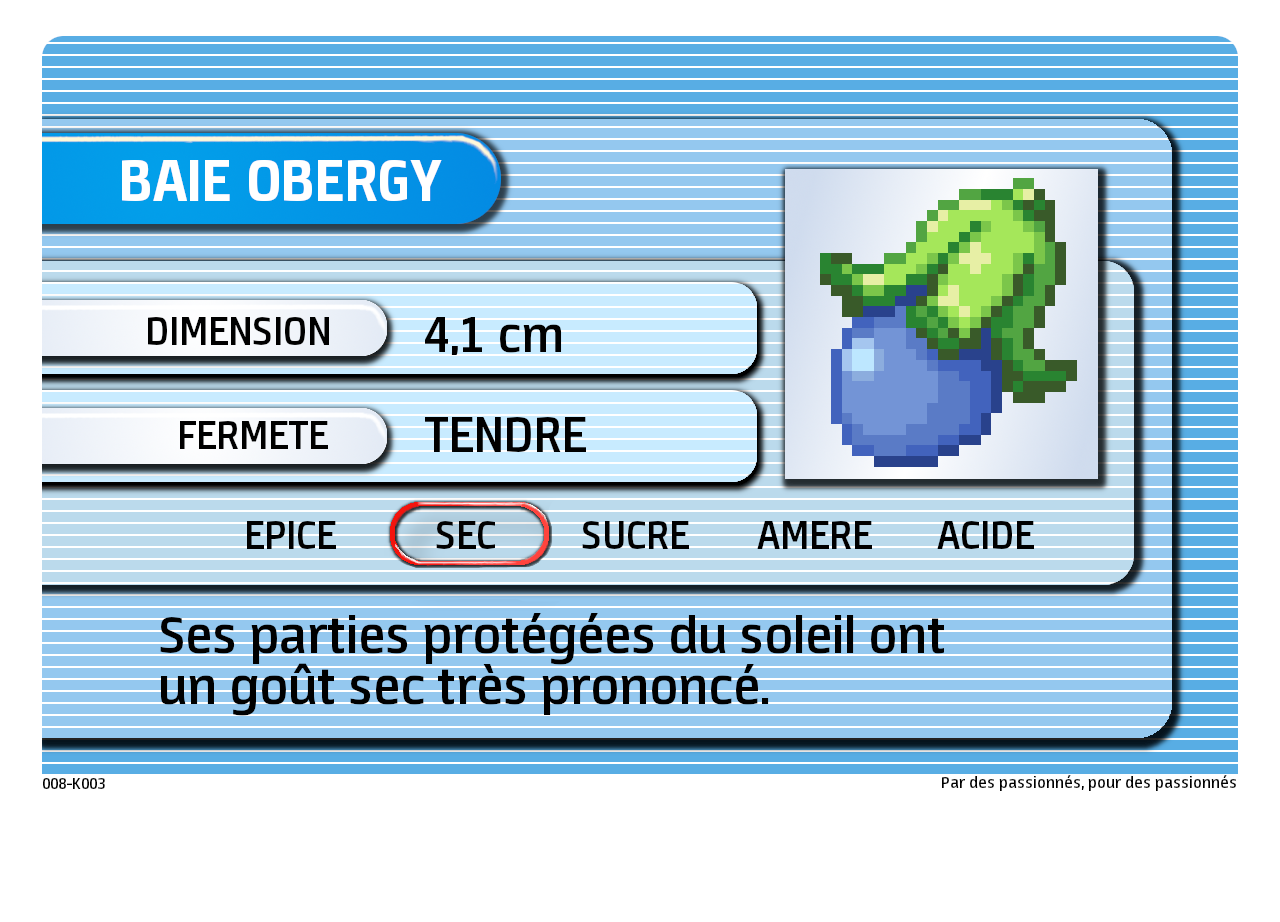 BAIE OBERGY
DIMENSION 4,1 cm
FERMETE TENDRE
EPICE SEC SUCRE AMERE ACIDE
Ses parties protégées du soleil ont
un goût sec très prononcé.
008-K003 Par des passionnés, pour des passionnés